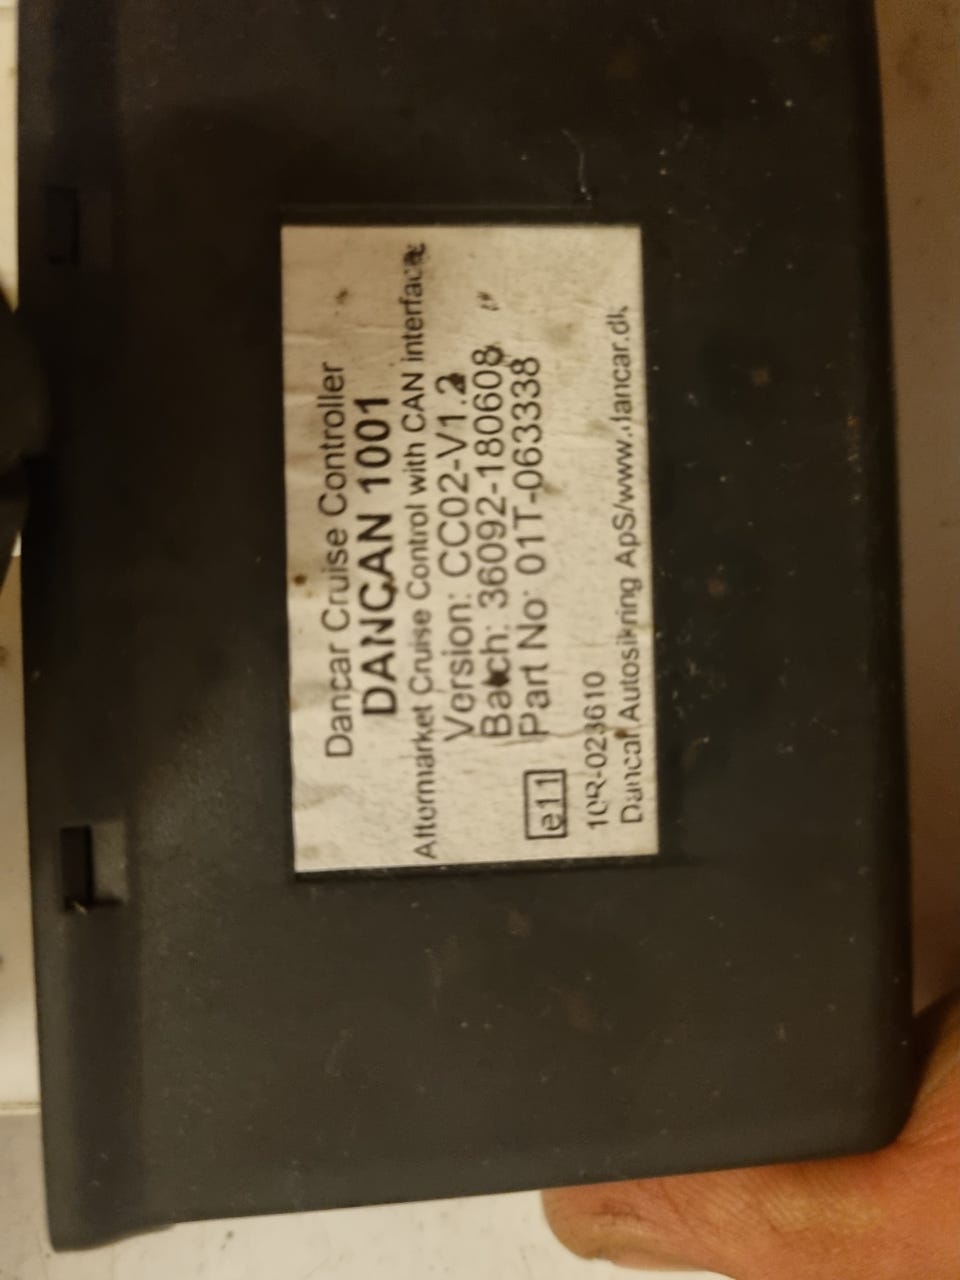 Dancar Cruise Controller
DANCAN 1001
Aftermarket Cruise Control with CAN interface
Version: CC02-V1.2
Batch: 36092-180608
Part No: 01T-063338
e11
10R-023610
Dancar Autosikring ApS/www.dancar.dk